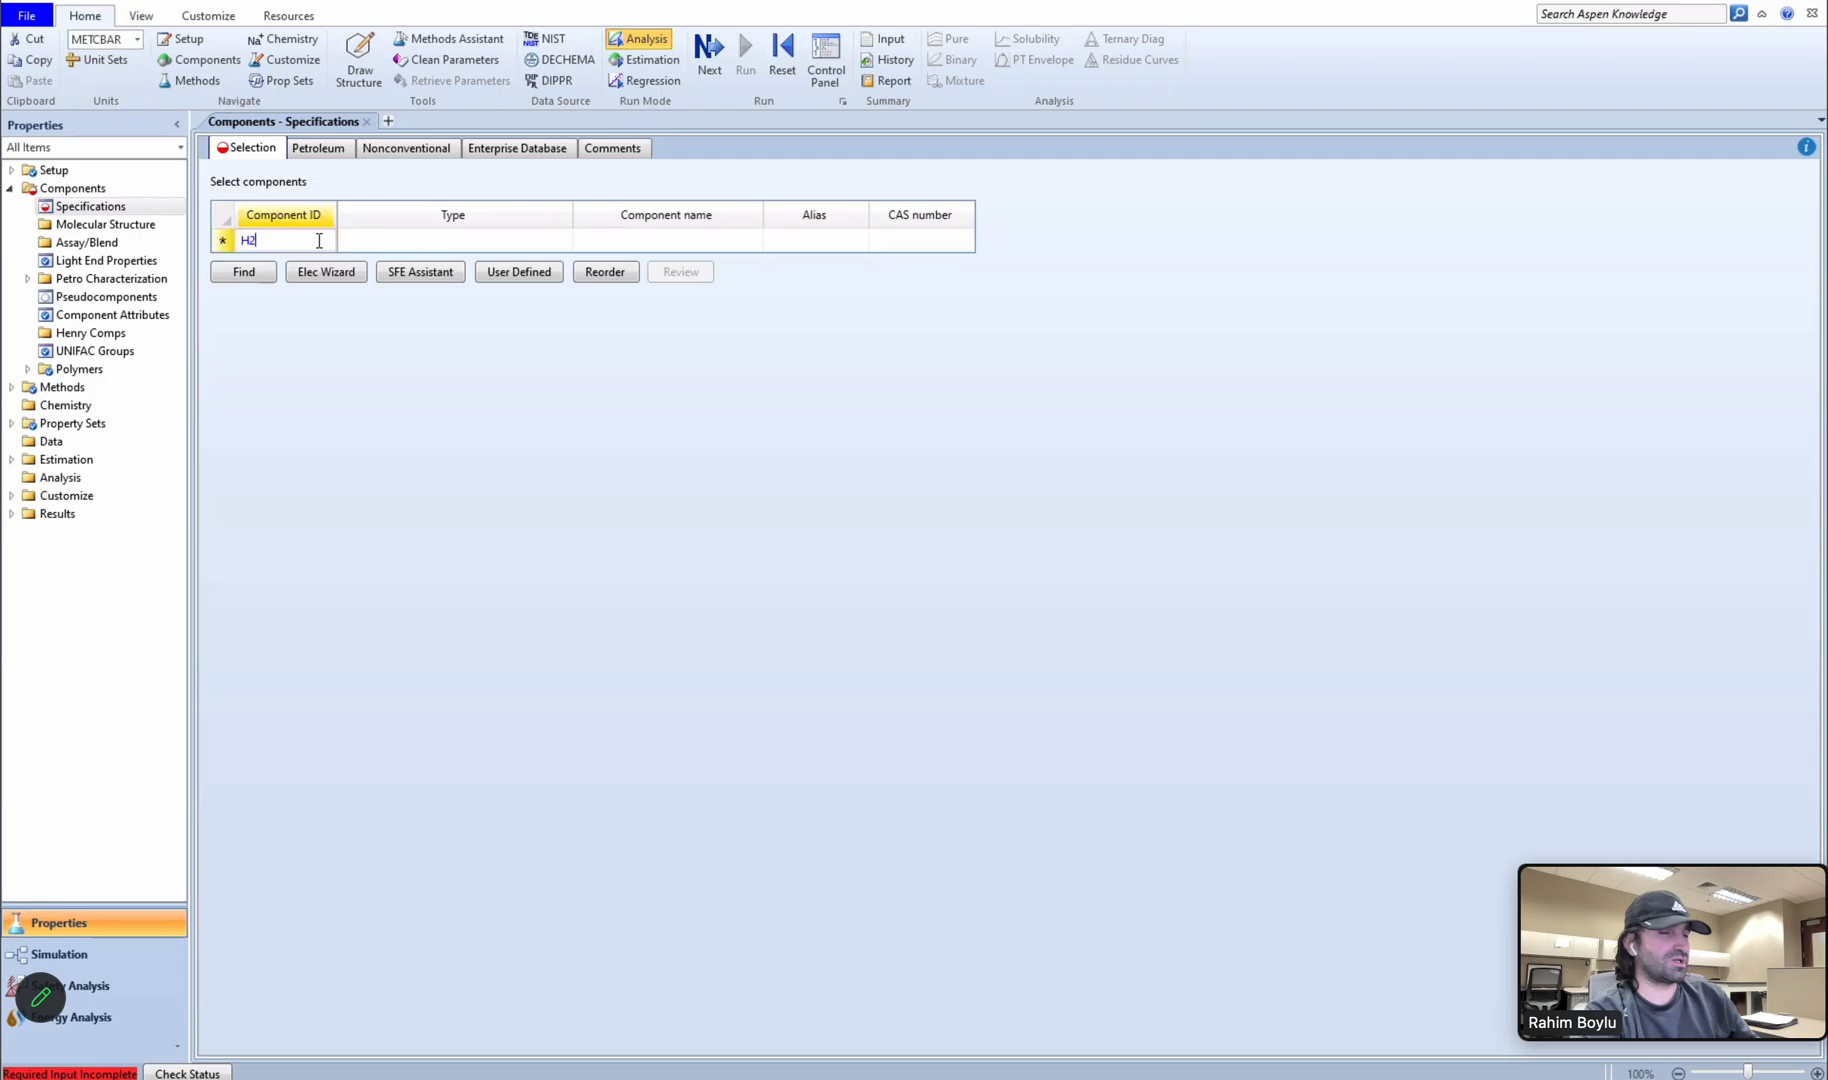 File Home View Customize Resources Search Aspen Knowledge
Cut METCBAR Setup Na+ Chemistry Methods Assistant NIST Analysis Input Pure Solubility Ternary Diag
Copy Unit Sets Components Customize Clean Parameters DECHEMA Estimation History Binary PT Envelope Residue Curves
Paste Methods Prop Sets Draw Structure Retrieve Parameters DIPPR Regression Next Run Reset Control Panel Report Mixture
Clipboard Units Navigate Tools Data Source Run Mode Run Summary Analysis
Properties
All Items
Setup
Components
Specifications
Molecular Structure
Assay/Blend
Light End Properties
Petro Characterization
Pseudocomponents
Component Attributes
Henry Comps
UNIFAC Groups
Polymers
Methods
Chemistry
Property Sets
Data
Estimation
Analysis
Customize
Results
Properties
Simulation
Analysis
Energy Analysis
Components - Specifications
Selection Petroleum Nonconventional Enterprise Database Comments
Select components
Component ID Type Component name Alias CAS number
H2
Find Elec Wizard SFE Assistant User Defined Reorder Review
Rahim Boylu
Required Input Incomplete Check Status 100%